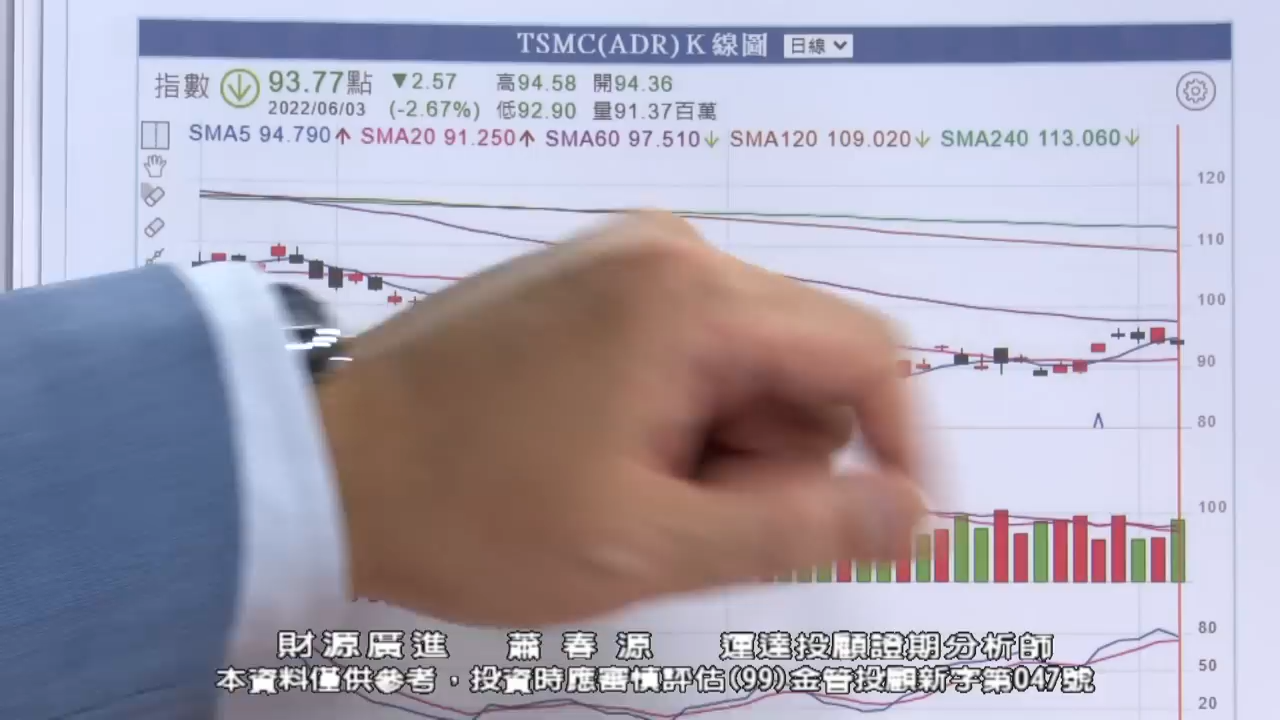 TSMC(ADR) K 線圖 日線
指數 93.77點 ▼2.57 高94.58 開94.36
2022/06/03 (-2.67%) 低92.90 量91.37百萬
SMA5 94.790↑ SMA20 91.250↑ SMA60 97.510↓ SMA120 109.020↓ SMA240 113.060↓
120
110
100
90
80
100
80
50
20
財源廣進 蕭春源 運達投顧證期分析師
本資料僅供參考，投資時應審慎評估(99)金管投顧新字第047號